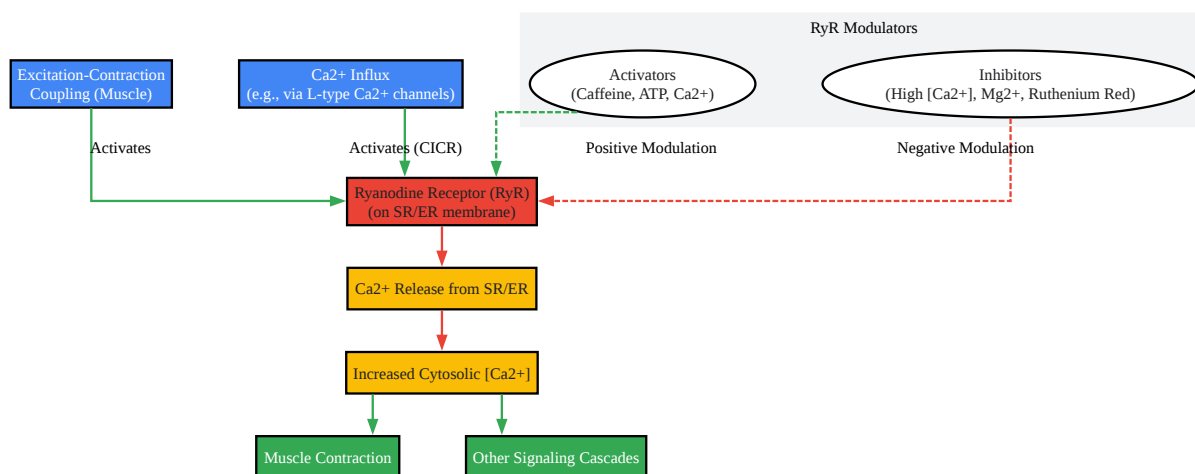 RyR Modulators
Excitation-Contraction
Coupling (Muscle)
Ca2+ Influx
(e.g., via L-type Ca2+ channels)
Activators
(Caffeine, ATP, Ca2+)
Inhibitors
(High [Ca2+], Mg2+, Ruthenium Red)
Activates
Activates (CICR)
Positive Modulation
Negative Modulation
Ryanodine Receptor (RyR)
(on SR/ER membrane)
Ca2+ Release from SR/ER
Increased Cytosolic [Ca2+]
Muscle Contraction
Other Signaling Cascades